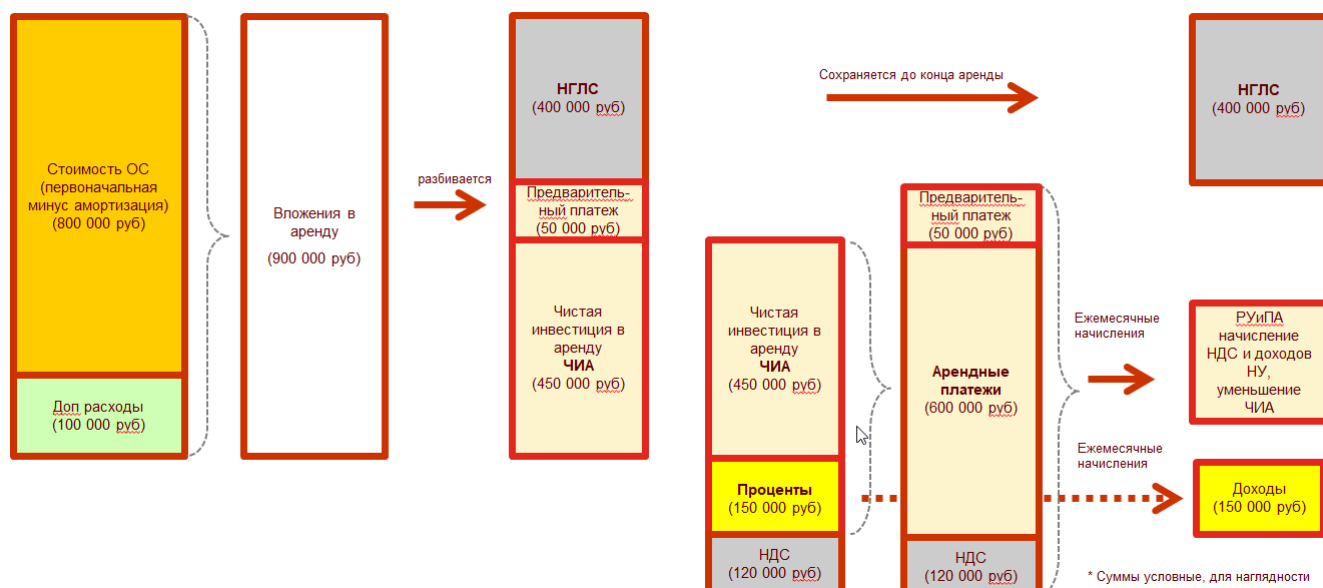 Стоимость ОС
(первоначальная
минус амортизация)
(800 000 руб)
Доп расходы
(100 000 руб)
Вложения в
аренду
(900 000 руб)
разбивается
НГЛС
(400 000 руб)
Предваритель-
ный платеж
(50 000 руб)
Чистая
инвестиция в
аренду
ЧИА
(450 000 руб)
Чистая
инвестиция в
аренду
ЧИА
(450 000 руб)
Проценты
(150 000 руб)
НДС
(120 000 руб)
Сохраняется до конца аренды
Предваритель-
ный платеж
(50 000 руб)
Арендные
платежи
(600 000 руб)
НДС
(120 000 руб)
Ежемесячные
начисления
Ежемесячные
начисления
НГЛС
(400 000 руб)
РУиПА
начисление
НДС и доходов
НУ,
уменьшение
ЧИА
Доходы
(150 000 руб)
* Суммы условные, для наглядности